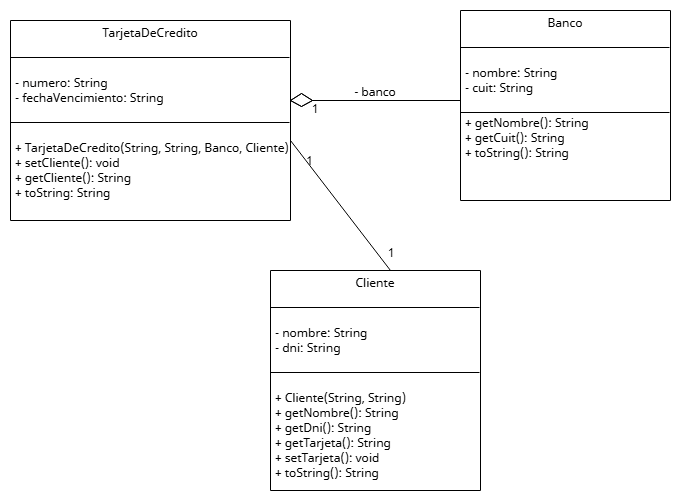 TarjetaDeCredito
- numero: String
- fechaVencimiento: String
+ TarjetaDeCredito(String, String, Banco, Cliente)
+ setCliente(): void
+ getCliente(): String
+ toString: String
- banco
1
Banco
- nombre: String
- cuit: String
+ getNombre(): String
+ getCuit(): String
+ toString(): String
1
1
Cliente
- nombre: String
- dni: String
+ Cliente(String, String)
+ getNombre(): String
+ getDni(): String
+ getTarjeta(): String
+ setTarjeta(): void
+ toString(): String